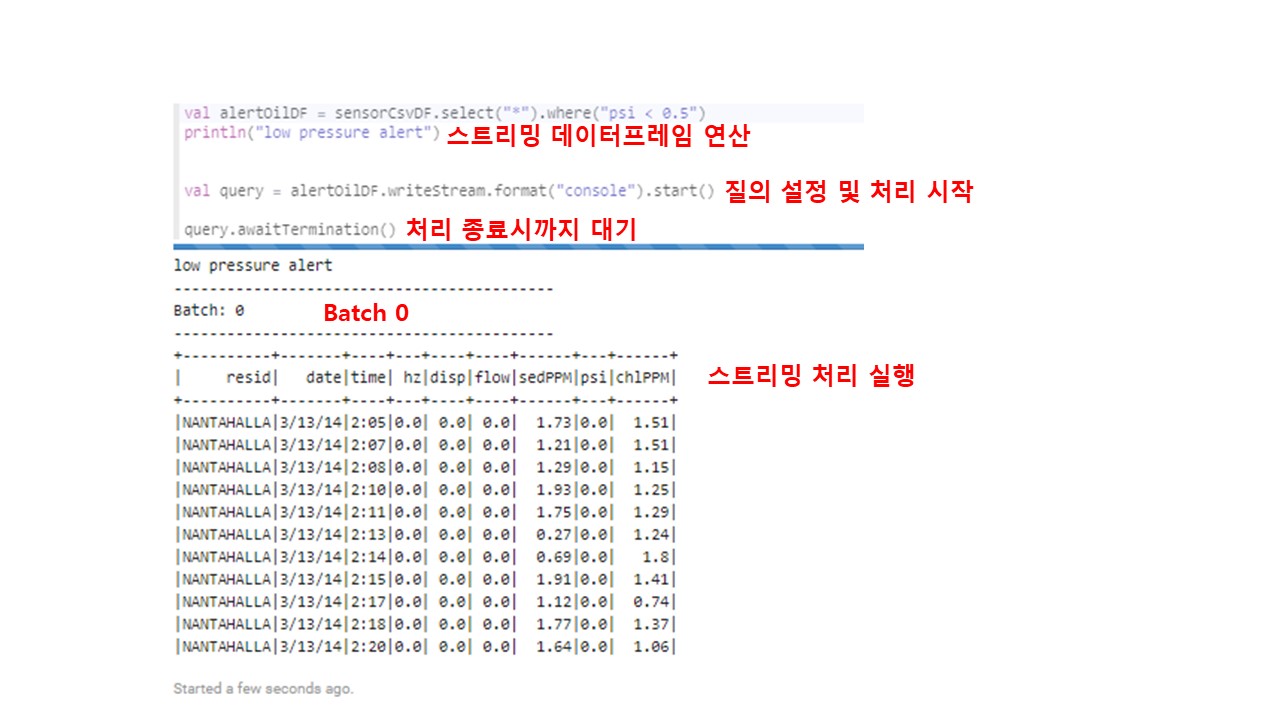 val alertOilDF = sensorCsvDF.select("*").where("psi < 0.5")
println("low pressure alert") 스트리밍 데이터프레임 연산
val query = alertOilDF.writeStream.format("console").start() 질의 설정 및 처리 시작
query.awaitTermination() 처리 종료시까지 대기
low pressure alert
-------------------------------------------
Batch: 0 Batch 0
-------------------------------------------
+----------+-------+----+---+----+----+------+---+------+
|     resid|   date|time| hz|disp|flow|sedPPM|psi|chlPPM| 스트리밍 처리 실행
+----------+-------+----+---+----+----+------+---+------+
|NANTAHALLA|3/13/14|2:05|0.0| 0.0| 0.0|  1.73|0.0|  1.51|
|NANTAHALLA|3/13/14|2:07|0.0| 0.0| 0.0|  1.21|0.0|  1.51|
|NANTAHALLA|3/13/14|2:08|0.0| 0.0| 0.0|  1.29|0.0|  1.15|
|NANTAHALLA|3/13/14|2:10|0.0| 0.0| 0.0|  1.93|0.0|  1.25|
|NANTAHALLA|3/13/14|2:11|0.0| 0.0| 0.0|  1.75|0.0|  1.29|
|NANTAHALLA|3/13/14|2:13|0.0| 0.0| 0.0|  0.27|0.0|  1.24|
|NANTAHALLA|3/13/14|2:14|0.0| 0.0| 0.0|  0.69|0.0|   1.8|
|NANTAHALLA|3/13/14|2:15|0.0| 0.0| 0.0|  1.91|0.0|  1.41|
|NANTAHALLA|3/13/14|2:17|0.0| 0.0| 0.0|  1.12|0.0|  0.74|
|NANTAHALLA|3/13/14|2:18|0.0| 0.0| 0.0|  1.77|0.0|  1.37|
|NANTAHALLA|3/13/14|2:20|0.0| 0.0| 0.0|  1.64|0.0|  1.06|
Started a few seconds ago.